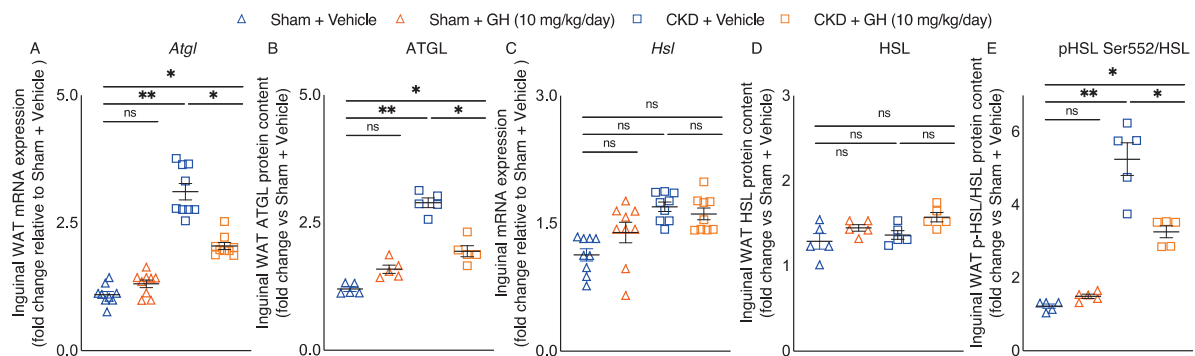 Sham + Vehicle Sham + GH (10 mg/kg/day) CKD + Vehicle CKD + GH (10 mg/kg/day)
A Atgl
Inguinal WAT mRNA expression
(fold change relative to Sham + Vehicle )
5.0
2.5
0.0
*
** *
ns
B ATGL
Inguinal WAT ATGL protein content
(fold change vs Sham + Vehicle)
5.0
2.5
0.0
*
** *
ns
C Hsl
Inguinal mRNA expression
(fold change relative to Sham + Vehicle )
3.0
1.5
0.0
ns
ns ns
ns
D HSL
Inguinal WAT HSL protein content
(fold change vs Sham + Vehicle)
3
2
1
0
ns
ns ns
ns
E pHSL Ser552/HSL
Inguinal WAT p-HSL/HSL protein content
(fold change vs Sham + Vehicle)
6
4
2
0
*
** *
ns